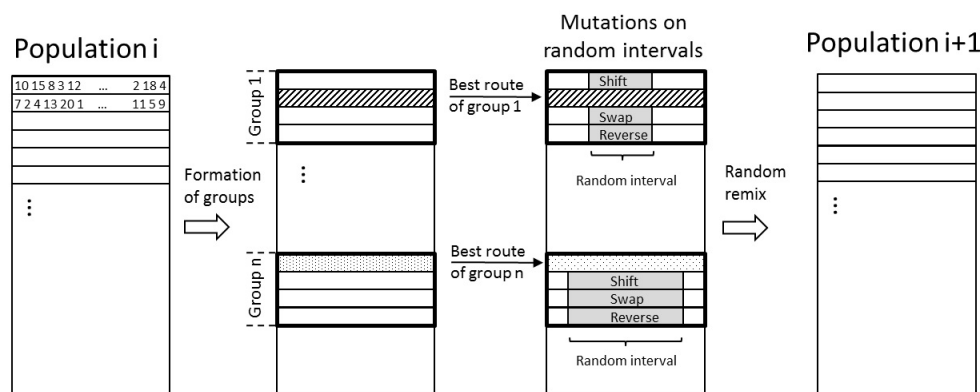 Population i
10 15 8 3 12 ... 2 18 4
7 2 4 13 20 1 ... 11 5 9
⋮
Formation
of groups
Group 1
⋮
Group n
Best route
of group 1
Best route
of group n
Mutations on
random intervals
Shift
Swap
Reverse
Random interval
Shift
Swap
Reverse
Random interval
Random
remix
Population i+1
⋮